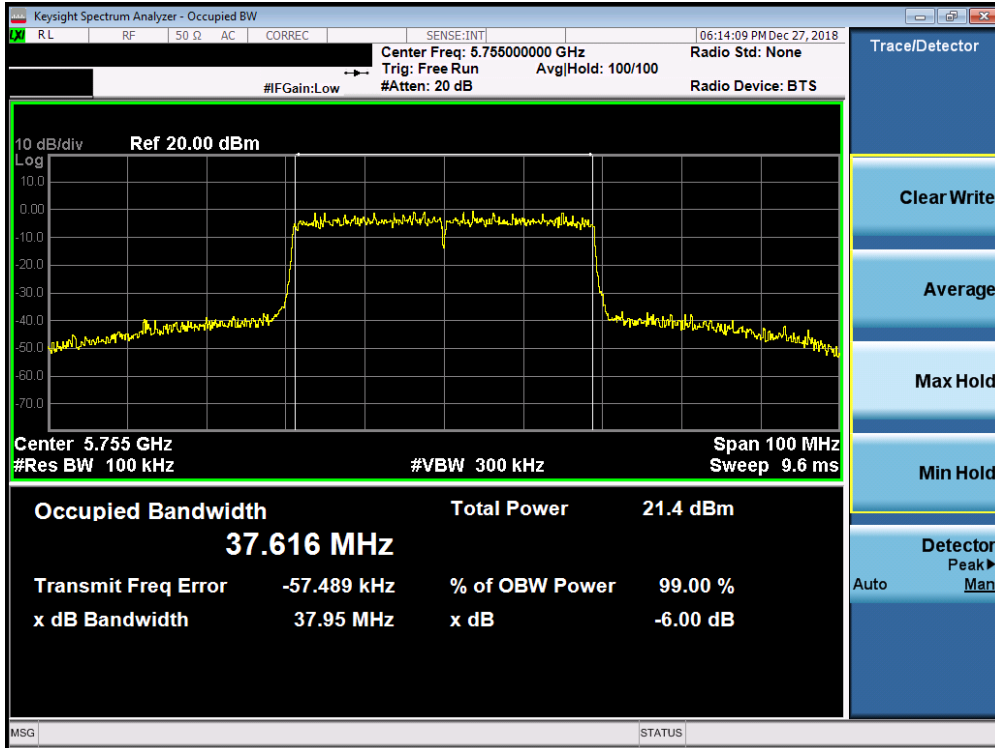 Keysight Spectrum Analyzer - Occupied BW
LXI RL RF 50 Ω AC CORREC SENSE:INT 06:14:09 PM Dec 27, 2018
Center Freq: 5.755000000 GHz Radio Std: None
Trig: Free Run Avg|Hold: 100/100
#IFGain:Low #Atten: 20 dB Radio Device: BTS
10 dB/div Ref 20.00 dBm
Log
10.0
0.00
-10.0
-20.0
-30.0
-40.0
-50.0
-60.0
-70.0
Center 5.755 GHz Span 100 MHz
#Res BW 100 kHz #VBW 300 kHz Sweep 9.6 ms
Occupied Bandwidth Total Power 21.4 dBm
37.616 MHz
Transmit Freq Error -57.489 kHz % of OBW Power 99.00 %
x dB Bandwidth 37.95 MHz x dB -6.00 dB
Trace/Detector
Clear Write
Average
Max Hold
Min Hold
Detector
Peak
Auto Man
MSG STATUS